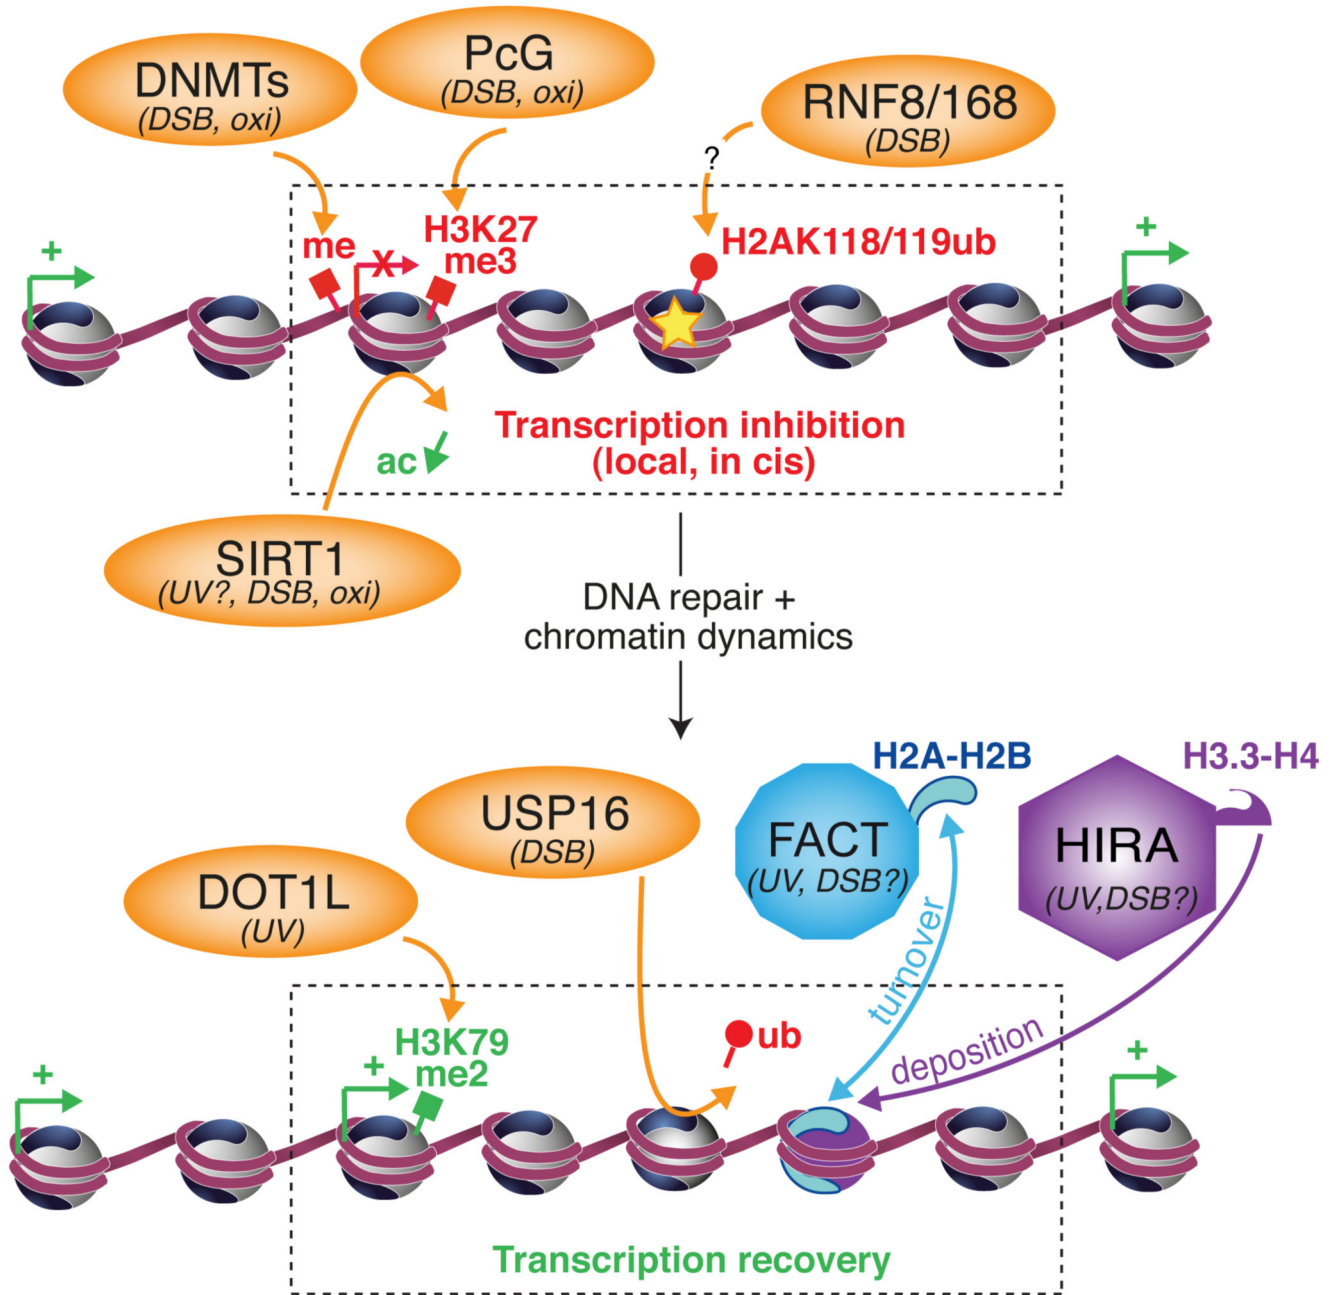 DNMTs
(DSB, oxi)
PcG
(DSB, oxi)
RNF8/168
(DSB)
?
+
me
X
H3K27
me3
H2AK118/119ub
+
Transcription inhibition
(local, in cis)
ac
SIRT1
(UV?, DSB, oxi)
DNA repair +
chromatin dynamics
H2A-H2B
H3.3-H4
USP16
(DSB)
FACT
(UV, DSB?)
HIRA
(UV,DSB?)
DOT1L
(UV)
turnover
deposition
+
+
H3K79
me2
ub
+
Transcription recovery